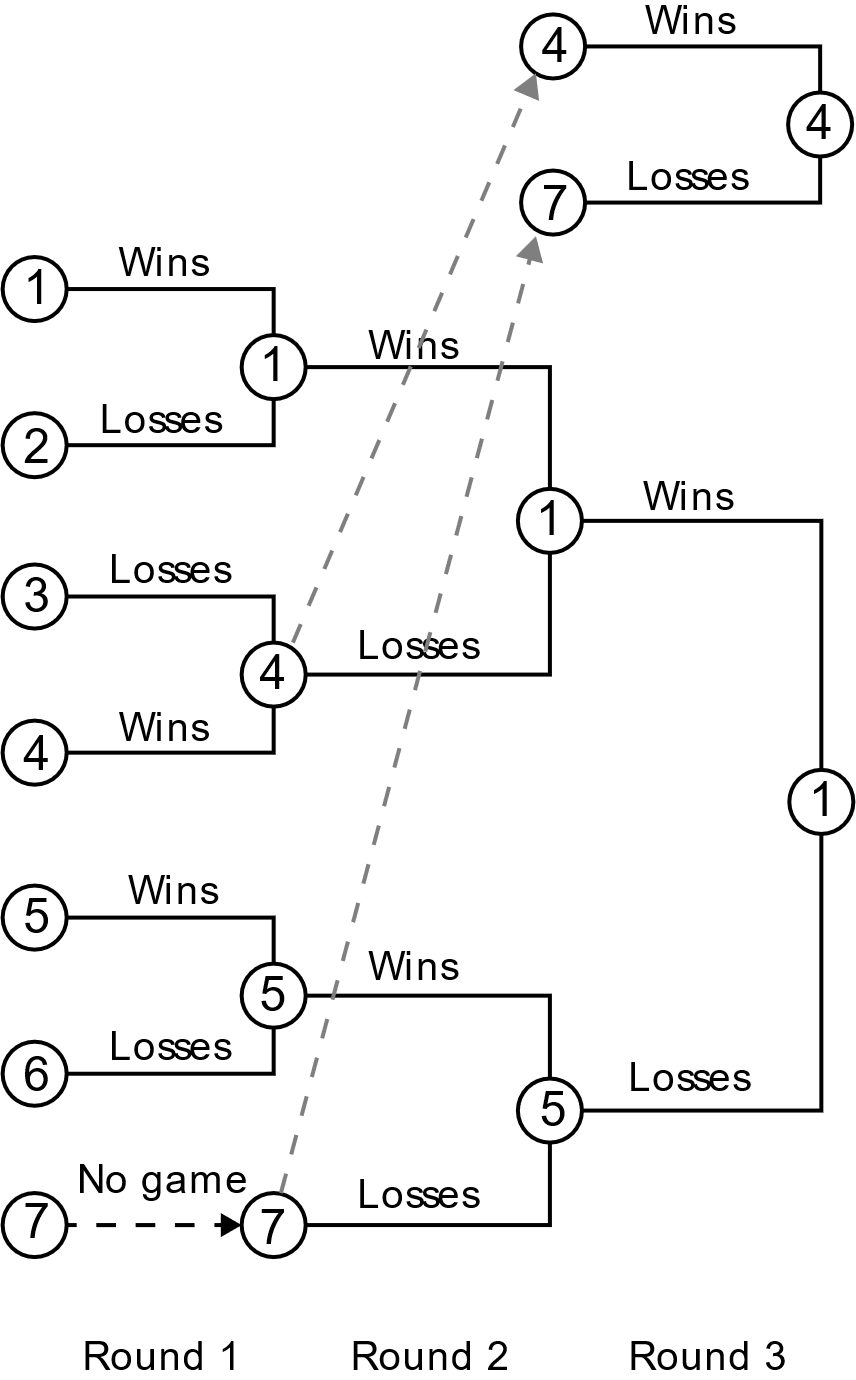 4 Wins
4
7 Losses
1 Wins
1 Wins
2 Losses
1 Wins
3 Losses
4 Losses
4 Wins
1
5 Wins
5 Wins
6 Losses
5 Losses
7 No game 7 Losses
Round 1 Round 2 Round 3